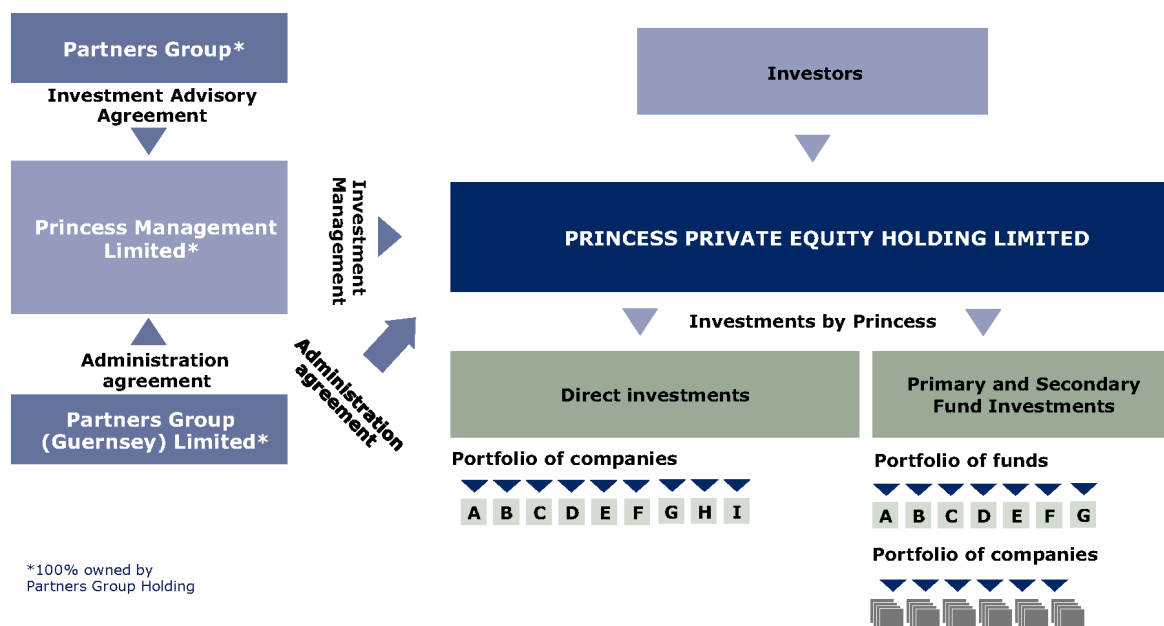 Partners Group*
Investment Advisory
Agreement
Princess Management
Limited*
Administration
agreement
Partners Group
(Guernsey) Limited*
*100% owned by
Partners Group Holding
Investment
Management
Administration
agreement
Investors
PRINCESS PRIVATE EQUITY HOLDING LIMITED
Investments by Princess
Direct investments
Primary and Secondary
Fund Investments
Portfolio of companies
A B C D E F G H I
Portfolio of funds
A B C D E F G
Portfolio of companies